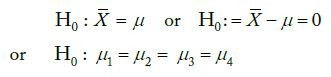 H₀ : X̄ = μ or H₀:= X̄ − μ = 0
or H₀ : μ₁ = μ₂ = μ₃ = μ₄